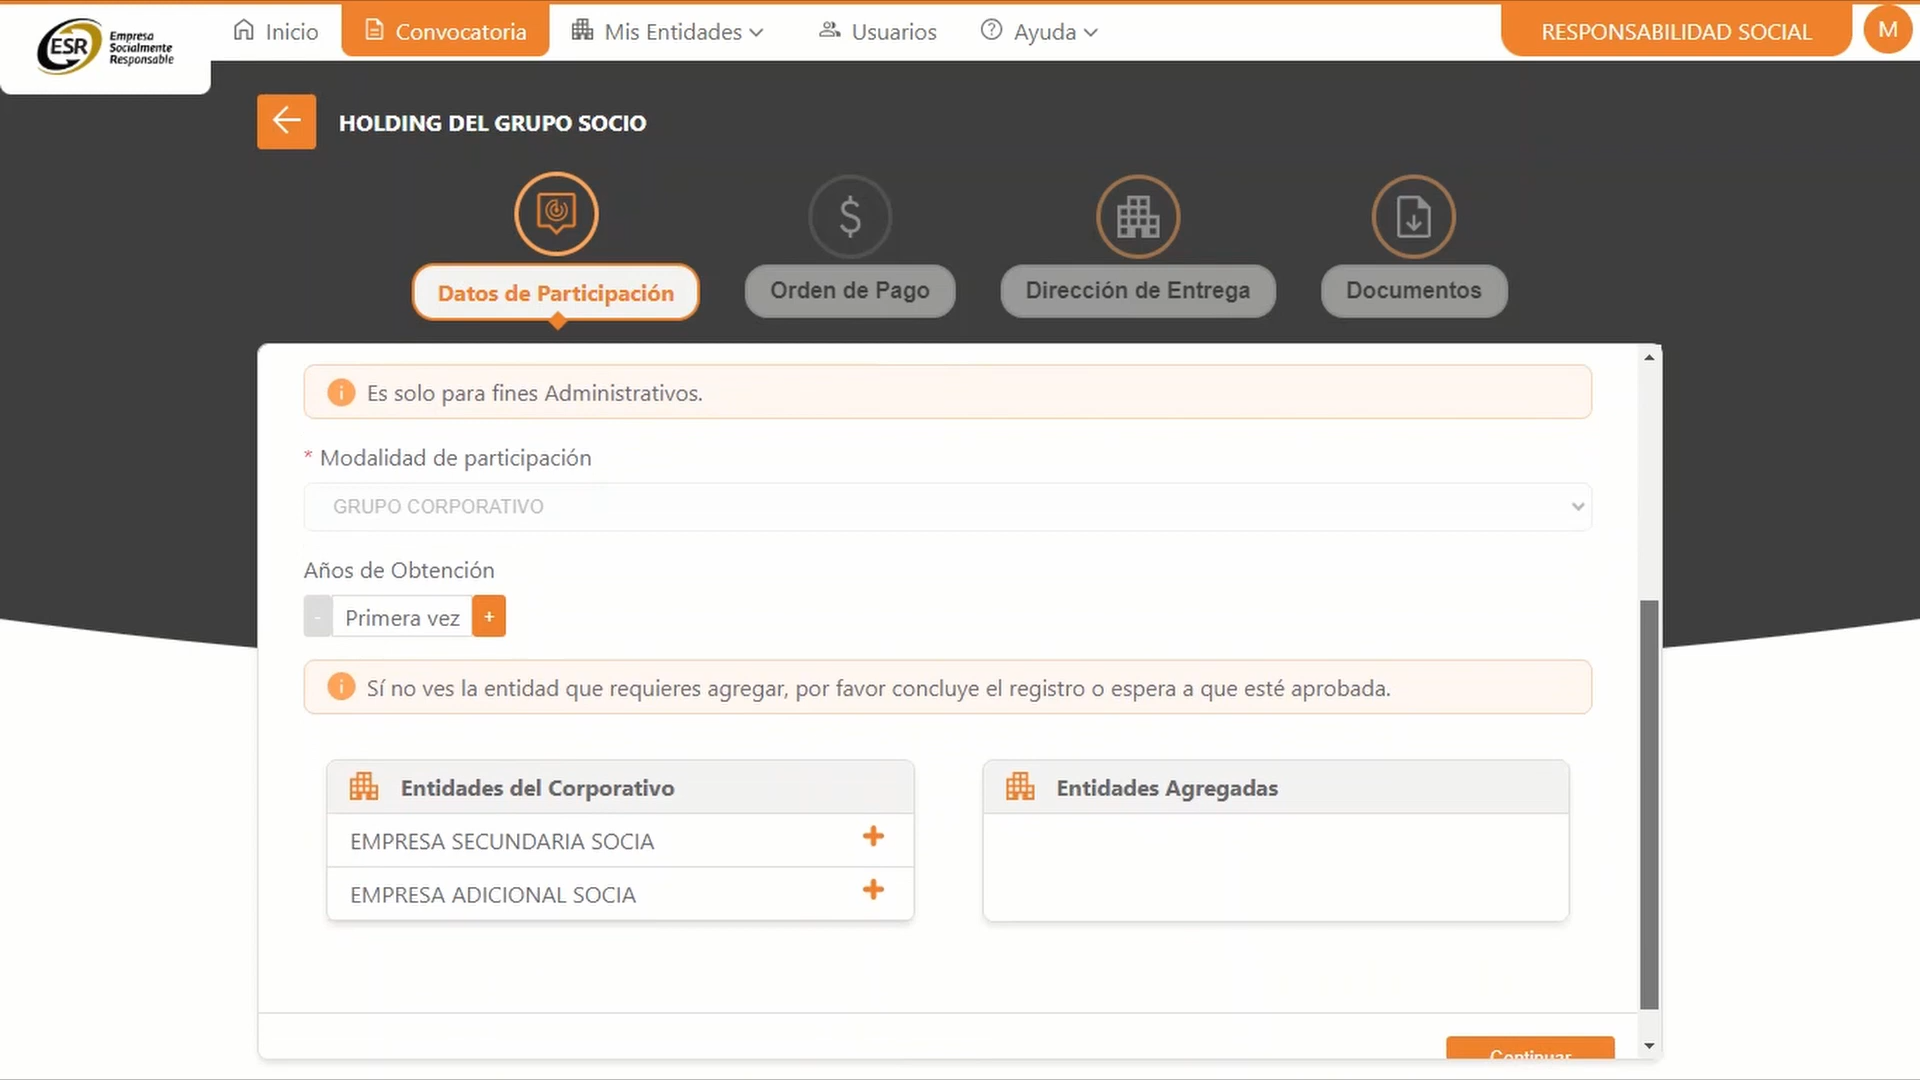 ESR
Empresa
Socialmente
Responsable
Inicio
Convocatoria
Mis Entidades
Usuarios
Ayuda
RESPONSABILIDAD SOCIAL
M
HOLDING DEL GRUPO SOCIO
Datos de Participación
Orden de Pago
Dirección de Entrega
Documentos
Es solo para fines Administrativos.
* Modalidad de participación
GRUPO CORPORATIVO
Años de Obtención
- Primera vez +
Sí no ves la entidad que requieres agregar, por favor concluye el registro o espera a que esté aprobada.
Entidades del Corporativo
EMPRESA SECUNDARIA SOCIA
EMPRESA ADICIONAL SOCIA
Entidades Agregadas
Continuar